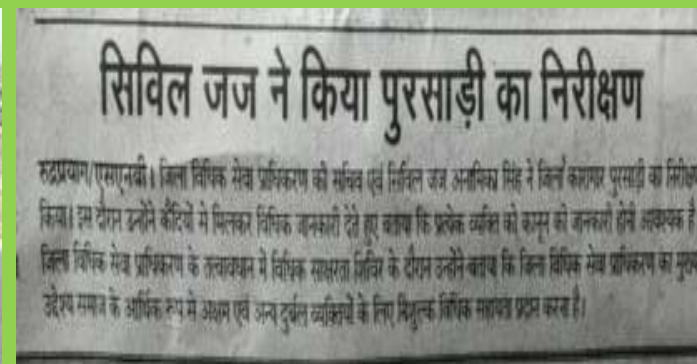 सिविल जज ने किया पुरसाड़ी का निरीक्षण
रुद्रप्रयाग/एसएनबी। जिला विधिक सेवा प्राधिकरण की सचिव एवं सिविल जज अनामिका सिंह ने जिला कारागार पुरसाड़ी का निरीक्षण
किया। इस दौरान उन्होंने कैदियों से मिलकर विधिक जानकारी देते हुए बताया कि प्रत्येक व्यक्ति को कानून की जानकारी होनी आवश्यक है
जिला विधिक सेवा प्राधिकरण के तत्वावधान में विधिक साक्षरता शिविर के दौरान उन्होंने बताया कि जिला विधिक सेवा प्राधिकरण का मुख्य
उद्देश्य समाज के आर्थिक रूप से अक्षम एवं अन्य दुर्बल व्यक्तियों के लिए निशुल्क विधिक सहायता प्रदान करना है।